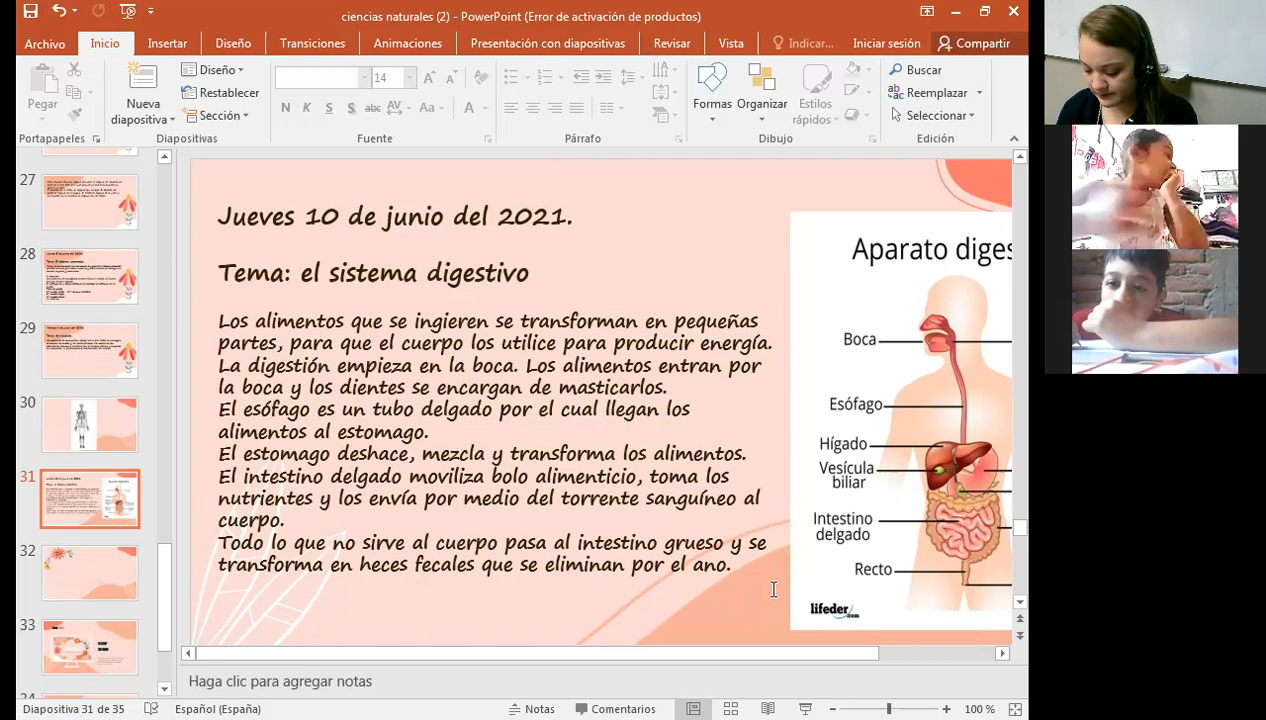 ciencias naturales (2) - PowerPoint (Error de activación de productos)
Archivo Inicio Insertar Diseño Transiciones Animaciones Presentación con diapositivas Revisar Vista Indicar... Iniciar sesión Compartir
Pegar
Nueva diapositiva
Diseño
Restablecer
Sección
14
N K S abc AV Aa A
Formas
Organizar
Estilos rápidos
Buscar
Reemplazar
Seleccionar
Portapapeles Diapositivas Fuente Párrafo Dibujo Edición
27
28
29
30
31
32
33
Jueves 10 de junio del 2021.
Tema: el sistema digestivo
Los alimentos que se ingieren se transforman en pequeñas
partes, para que el cuerpo los utilice para producir energía.
La digestión empieza en la boca. Los alimentos entran por
la boca y los dientes se encargan de masticarlos.
El esófago es un tubo delgado por el cual llegan los
alimentos al estomago.
El estomago deshace, mezcla y transforma los alimentos.
El intestino delgado moviliza bolo alimenticio, toma los
nutrientes y los envía por medio del torrente sanguíneo al
cuerpo.
Todo lo que no sirve al cuerpo pasa al intestino grueso y se
transforma en heces fecales que se eliminan por el ano.
Aparato diges
Boca
Esófago
Hígado
Vesícula
biliar
Intestino
delgado
Recto
lifeder.com
Haga clic para agregar notas
Diapositiva 31 de 35 Español (España) Notas Comentarios 100 %